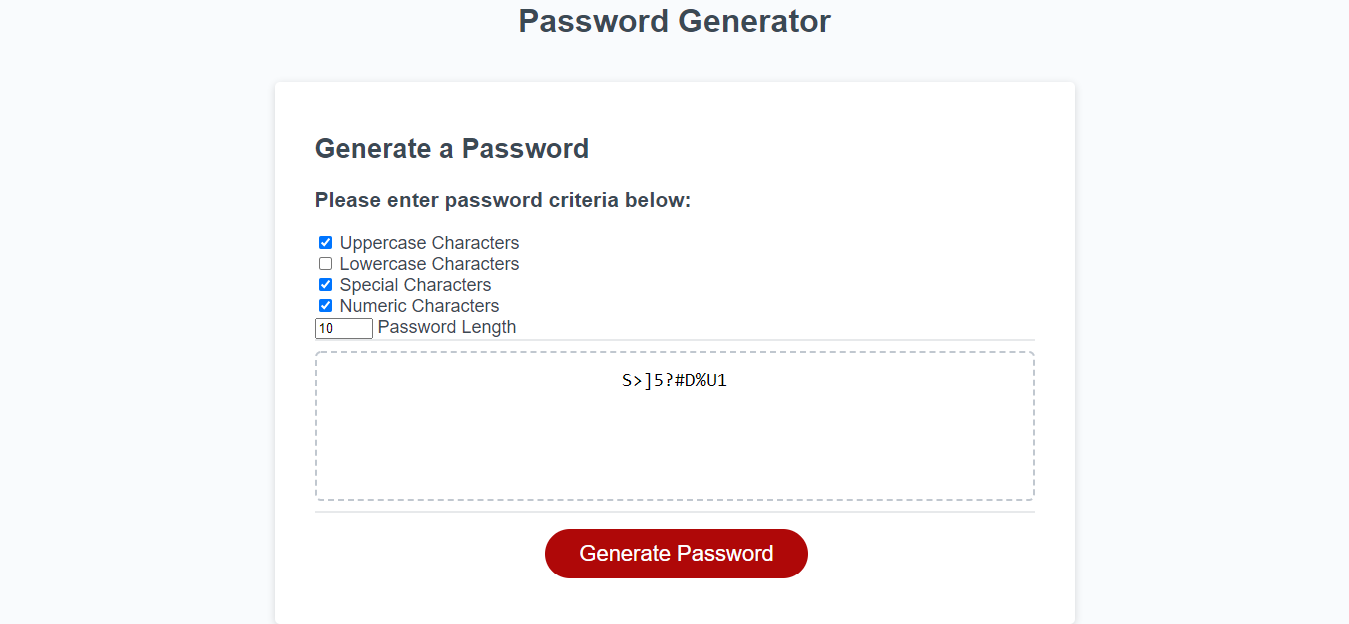 Password Generator
Generate a Password
Please enter password criteria below:
Uppercase Characters
Lowercase Characters
Special Characters
Numeric Characters
10 Password Length
S>]5?#D%U1
Generate Password